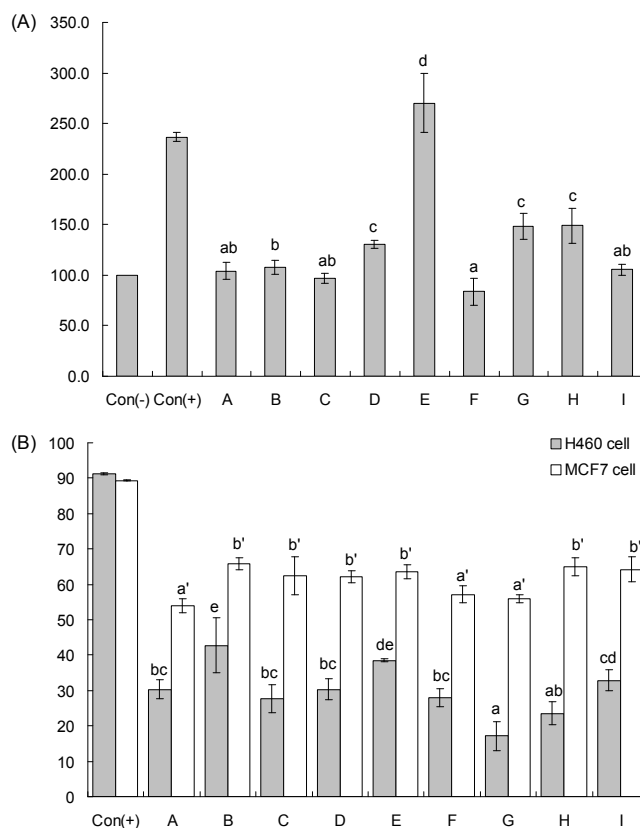 (A)
350.0
300.0
250.0
200.0
150.0
100.0
50.0
0.0
ab b ab c d a c c ab
Con(-) Con(+) A B C D E F G H I
(B)
100
90
80
70
60
50
40
30
20
10
0
H460 cell
MCF7 cell
a' b' b' b' b' a' a' b' b'
bc e bc bc de bc a ab cd
Con(+) A B C D E F G H I